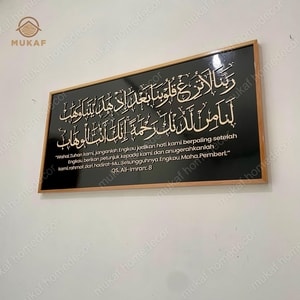 MUKAF
ربنا لا تزغ قلوبنا بعد إذ هديتنا وهب
لنا من لدنك رحمة إنك أنت الوهاب
"Wahai Tuhan kami, janganlah Engkau jadikan hati kami berpaling setelah
Engkau berikan petunjuk kepada kami dan anugerahkanlah
kami rahmat dari hadirat-Mu, Sesungguhnya Engkau Maha Pemberi."
QS. Ali-Imran: 8